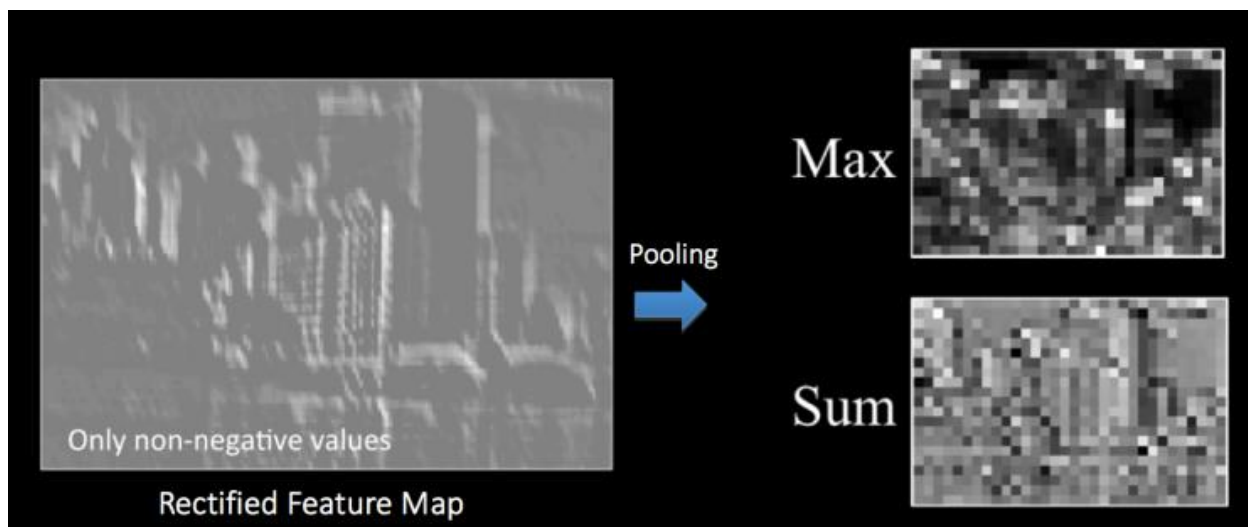 Only non-negative values
Rectified Feature Map
Pooling
Max
Sum